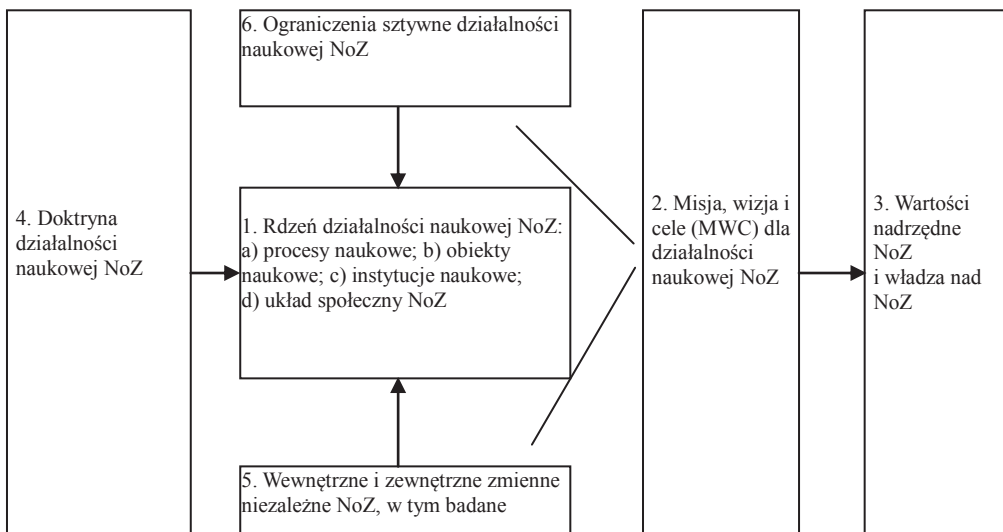 6. Ograniczenia sztywne działalności
naukowej NoZ
4. Doktryna
działalności
naukowej NoZ
1. Rdzeń działalności naukowej NoZ:
a) procesy naukowe; b) obiekty
naukowe; c) instytucje naukowe;
d) układ społeczny NoZ
2. Misja, wizja i
cele (MWC) dla
działalności
naukowej NoZ
3. Wartości
nadrzędne
NoZ
i władza nad
NoZ
5. Wewnętrzne i zewnętrzne zmienne
niezależne NoZ, w tym badane